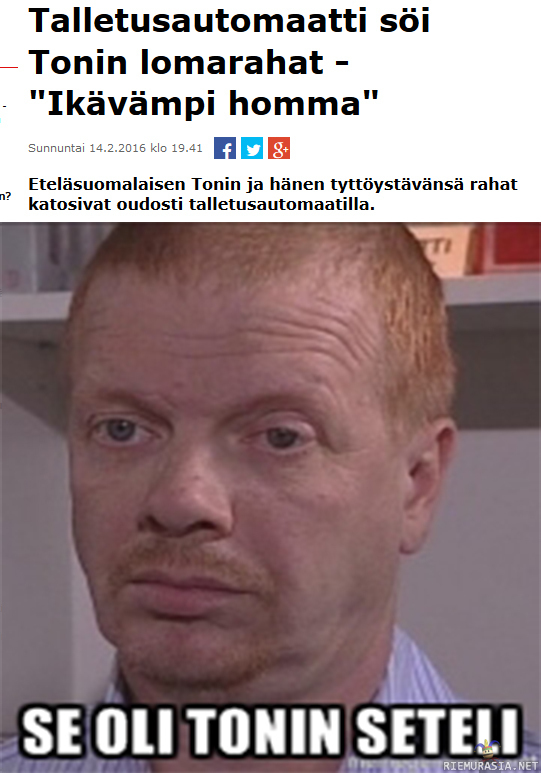 Talletusautomaatti söi
Tonin lomarahat -
"Ikävämpi homma"
Sunnuntai 14.2.2016 klo 19.41
n?
Eteläsuomalaisen Tonin ja hänen tyttöystävänsä rahat
katosivat oudosti talletusautomaatilla.
TTI
SE OLI TONIN SETELI
RIEMURASIA.NET